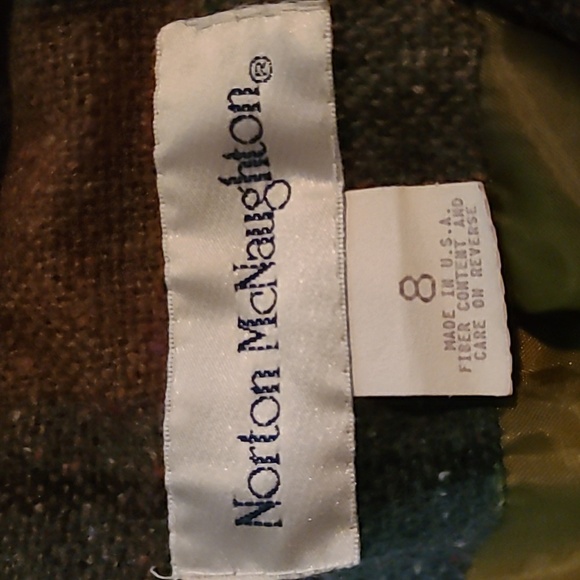 Norton McNaughton®
8
MADE IN U.S.A.
FIBER CONTENT AND
CARE ON REVERSE